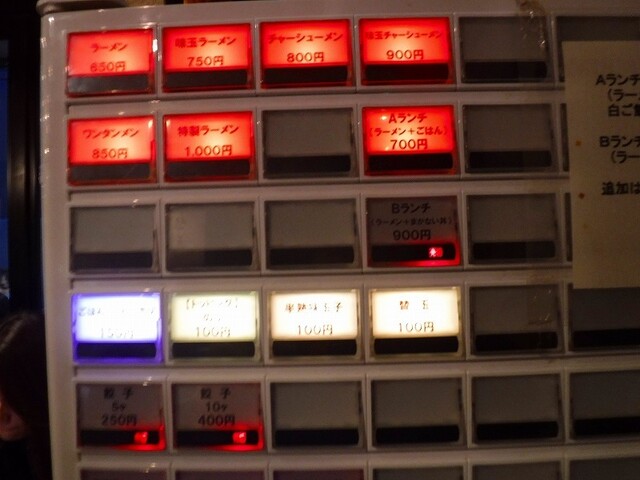 ラーメン
650円
味玉ラーメン
750円
チャーシューメン
800円
味玉チャーシューメン
900円
ワンタンメン
850円
特製ラーメン
1,000円
Aランチ
(ラーメン+ごはん)
700円
Bランチ
900円
100円
半熟味玉子
100円
替玉
100円
餃子
5ヶ
250円
餃子
10ヶ
400円
Aランチ
(ラーメ
白ご
Bランチ
(ラー
追加は